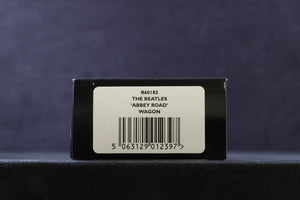 R60182
THE BEATLES
'ABBEY ROAD'
WAGON
5 063129 012397 >